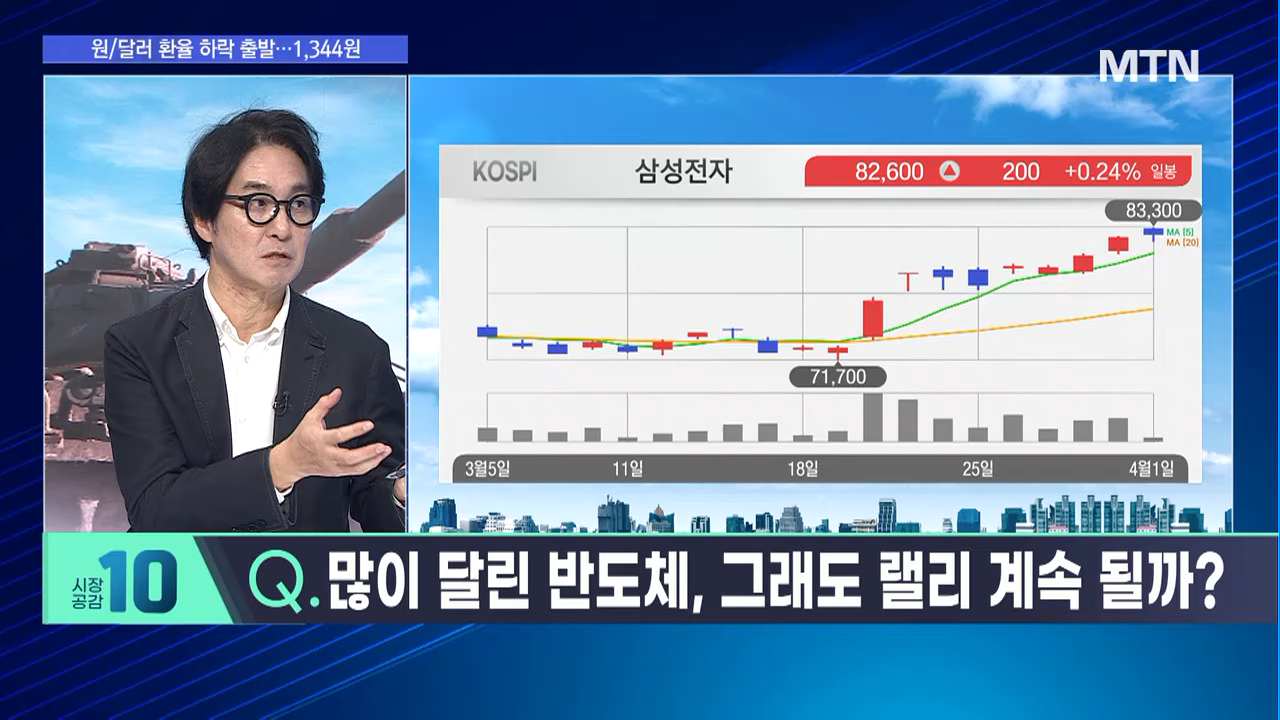 원/달러 환율 하락 출발…1,344원
MTN
KOSPI 삼성전자 82,600 200 +0.24% 일봉
83,300
MA [5]
MA [20]
71,700
3월5일 11일 18일 25일 4월1일
시장공감 10
Q. 많이 달린 반도체, 그래도 랠리 계속 될까?